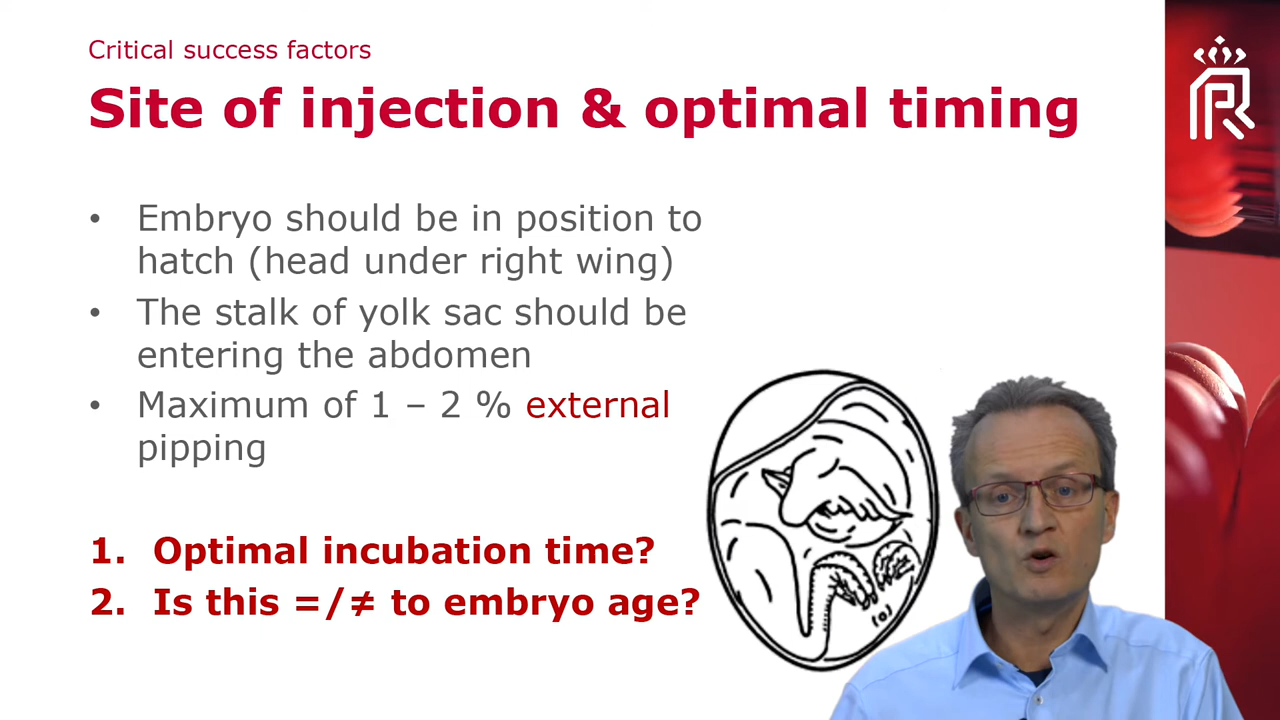 Critical success factors
Site of injection & optimal timing
• Embryo should be in position to
hatch (head under right wing)
• The stalk of yolk sac should be
entering the abdomen
• Maximum of 1 – 2 % external
pipping
1. Optimal incubation time?
2. Is this =/≠ to embryo age?